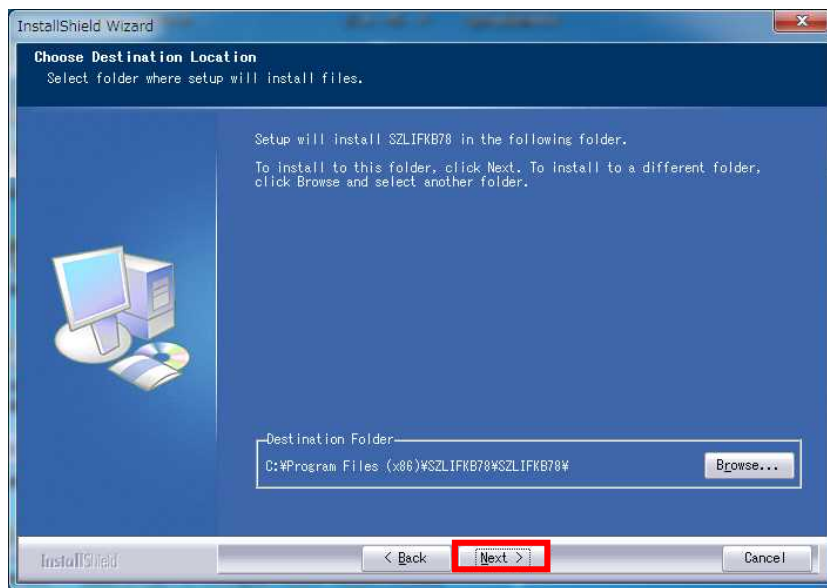 InstallShield Wizard
Choose Destination Location
Select folder where setup will install files.
Setup will install SZLIFKB78 in the following folder.
To install to this folder, click Next. To install to a different folder,
click Browse and select another folder.
Destination Folder
C:¥Program Files (x86)¥SZLIFKB78¥SZLIFKB78¥
Browse...
InstallShield
< Back
Next >
Cancel